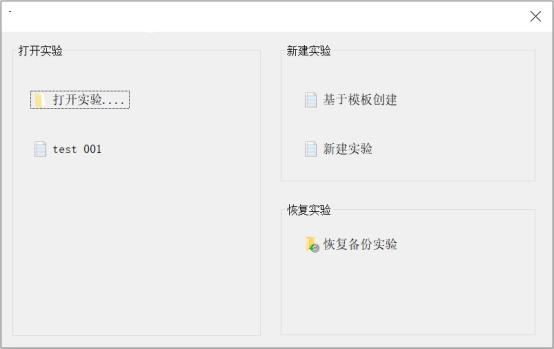 打开实验
打开实验....
test 001
新建实验
基于模板创建
新建实验
恢复实验
恢复备份实验